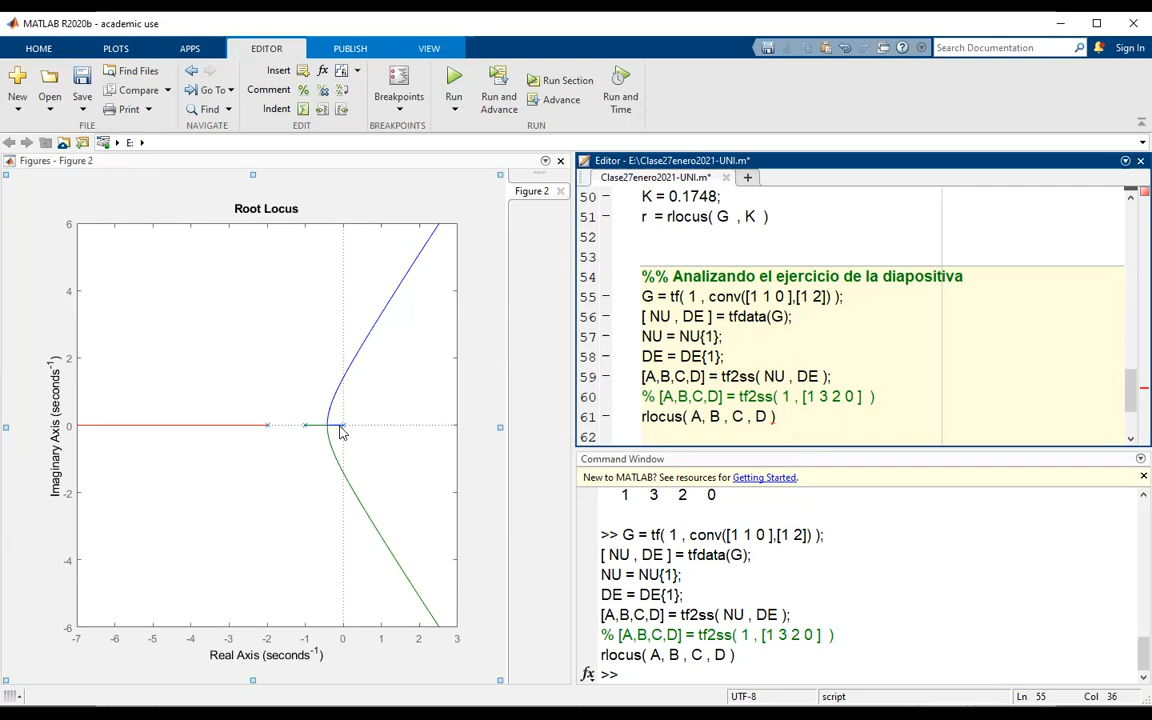 MATLAB R2020b - academic use
HOME PLOTS APPS EDITOR PUBLISH VIEW Search Documentation Sign In
New Open Save Find Files Compare Print Go To Find Insert Comment Indent Breakpoints Run Run and Advance Run Section Advance Run and Time
FILE NAVIGATE EDIT BREAKPOINTS RUN
E:
Figures - Figure 2
Figure 2
Root Locus
6
4
2
0
-2
-4
-6
Imaginary Axis (seconds-1)
-7 -6 -5 -4 -3 -2 -1 0 1 2 3
Real Axis (seconds-1)
Editor - E:\Clase27enero2021-UNI.m*
Clase27enero2021-UNI.m*
50 K = 0.1748;
51 r = rlocus( G , K )
52
53
54 %% Analizando el ejercicio de la diapositiva
55 G = tf( 1 , conv([1 1 0 ],[1 2]) );
56 [ NU , DE ] = tfdata(G);
57 NU = NU{1};
58 DE = DE{1};
59 [A,B,C,D] = tf2ss( NU , DE );
60 % [A,B,C,D] = tf2ss( 1 , [1 3 2 0 ] )
61 rlocus( A, B , C , D )
62
Command Window
New to MATLAB? See resources for Getting Started.
1 3 2 0
>> G = tf( 1 , conv([1 1 0 ],[1 2]) );
[ NU , DE ] = tfdata(G);
NU = NU{1};
DE = DE{1};
[A,B,C,D] = tf2ss( NU , DE );
% [A,B,C,D] = tf2ss( 1 , [1 3 2 0 ] )
rlocus( A, B , C , D )
fx >>
UTF-8 script Ln 55 Col 36